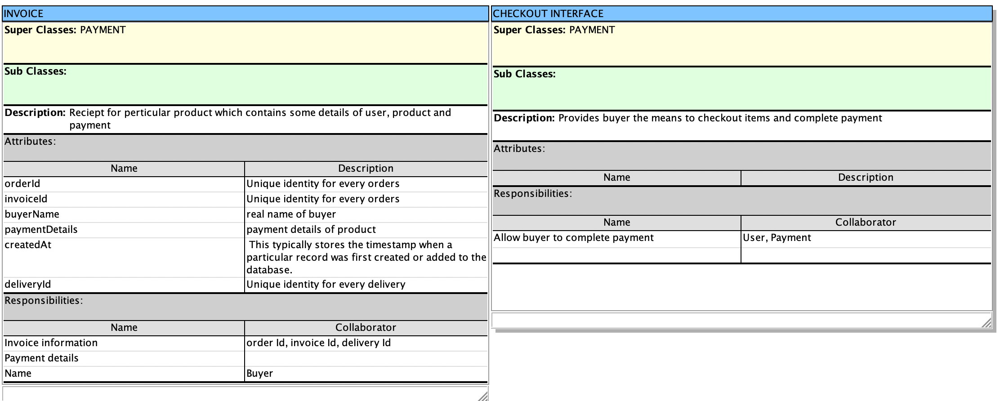 INVOICE
Super Classes: PAYMENT
Sub Classes:
Description: Reciept for perticular product which contains some details of user, product and
payment
Attributes:
Name Description
orderId Unique identity for every orders
invoiceId Unique identity for every orders
buyerName real name of buyer
paymentDetails payment details of product
createdAt This typically stores the timestamp when a
particular record was first created or added to the
database.
deliveryId Unique identity for every delivery
Responsibilities:
Name Collaborator
Invoice information order Id, invoice Id, delivery Id
Payment details
Name Buyer
CHECKOUT INTERFACE
Super Classes: PAYMENT
Sub Classes:
Description: Provides buyer the means to checkout items and complete payment
Attributes:
Name Description
Responsibilities:
Name Collaborator
Allow buyer to complete payment User, Payment